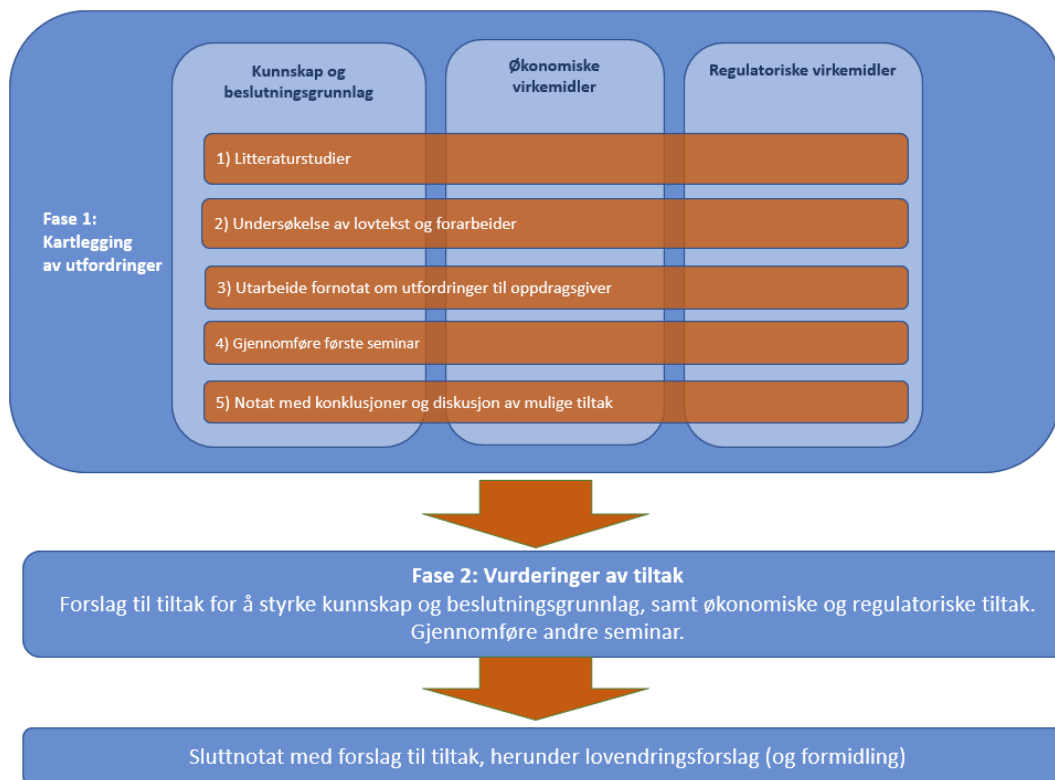 Kunnskap og
beslutningsgrunnlag
Økonomiske
virkemidler
Regulatoriske virkemidler
Fase 1:
Kartlegging
av utfordringer
1) Litteraturstudier
2) Undersøkelse av lovtekst og forarbeider
3) Utarbeide fornotat om utfordringer til oppdragsgiver
4) Gjennomføre første seminar
5) Notat med konklusjoner og diskusjon av mulige tiltak
Fase 2: Vurderinger av tiltak
Forslag til tiltak for å styrke kunnskap og beslutningsgrunnlag, samt økonomiske og regulatoriske tiltak.
Gjennomføre andre seminar.
Sluttnotat med forslag til tiltak, herunder lovendringsforslag (og formidling)